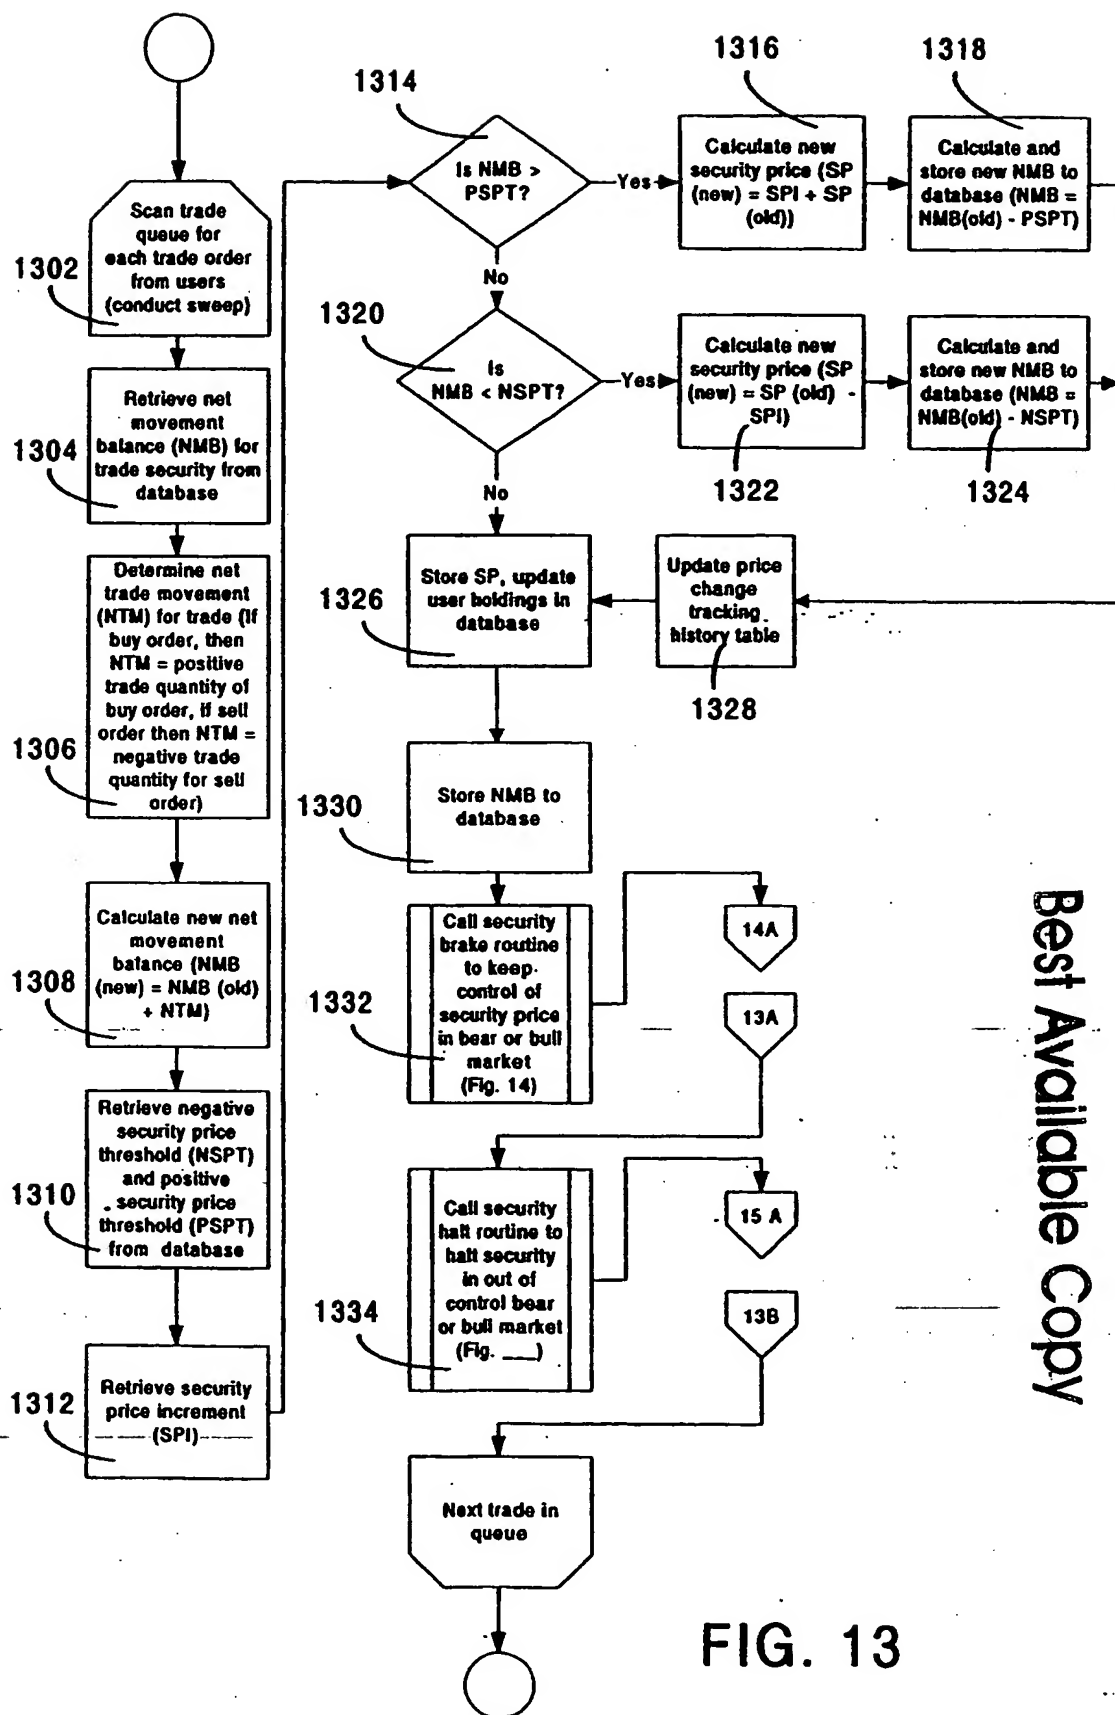 1302
Scan trade
queue for
each trade order
from users
(conduct sweep)
1304
Retrieve net
movement
balance (NMB) for
trade security from
database
1306
Determine net
trade movement
(NTM) for trade (If
buy order, then
NTM = positive
trade quantity of
buy order, if sell
order then NTM =
negative trade
quantity for sell
order)
1308
Calculate new net
movement
balance (NMB
(new) = NMB (old)
+ NTM)
1310
Retrieve negative
security price
threshold (NSPT)
and positive
security price
threshold (PSPT)
from database
1312
Retrieve security
price increment
(SPI)
1314
Is NMB >
PSPT?
Yes
No
1316
Calculate new
security price (SP
(new) = SPI + SP
(old))
1318
Calculate and
store new NMB to
database (NMB =
NMB(old) - PSPT)
1320
Is
NMB < NSPT?
Yes
No
Calculate new
security price (SP
(new) = SP (old) -
SPI)
1322
Calculate and
store new NMB to
database (NMB =
NMB(old) - NSPT)
1324
1326
Store SP, update
user holdings in
database
Update price
change
tracking
history table
1328
1330
Store NMB to
database
1332
Call security
brake routine
to keep
control of
security price
in bear or bull
market
(Fig. 14)
14A
13A
1334
Call security
halt routine to
halt security
in out of
control bear
or bull market
(Fig. ___)
15 A
13B
Next trade in
queue
Best Available Copy
FIG. 13